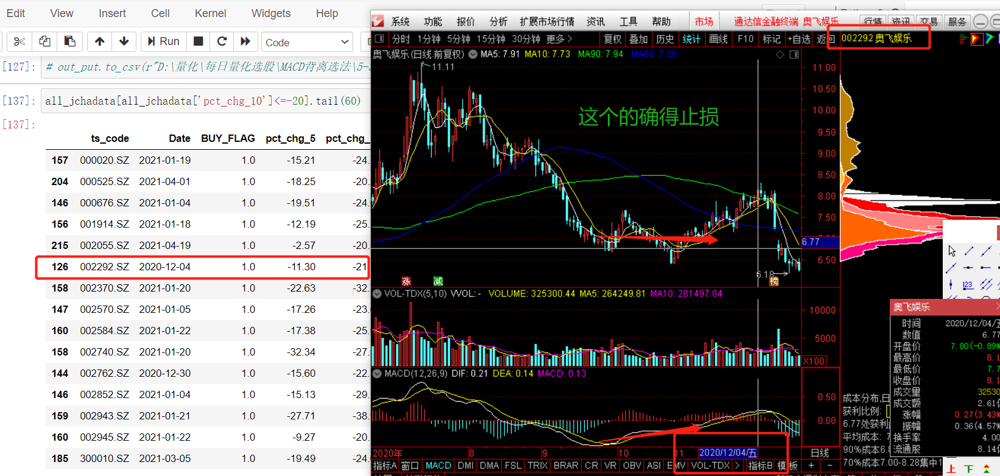 Edit View Insert Cell Kernel Widgets Help
Run Code
[127]: # out_put.to_csv(r"D:\量化\每日量化选股\MACD背离选法\5-
[137]: all_jchadata[all_jchadata['pct_chg_10']<=-20].tail(60)
[137]:
ts_code Date BUY_FLAG pct_chg_5 pct_chg_
157 000020.SZ 2021-01-19 1.0 -15.21 -24.
204 000525.SZ 2021-04-01 1.0 -18.25 -20.
146 000676.SZ 2021-01-04 1.0 -19.51 -24.
156 001914.SZ 2021-01-18 1.0 -12.19 -25.
215 002055.SZ 2021-04-19 1.0 -2.57 -20.
126 002292.SZ 2020-12-04 1.0 -11.30 -21
158 002370.SZ 2021-01-20 1.0 -22.63 -32.
147 002570.SZ 2021-01-05 1.0 -17.26 -23.
160 002584.SZ 2021-01-22 1.0 -17.38 -25.
158 002740.SZ 2021-01-20 1.0 -32.34 -27.
144 002762.SZ 2020-12-30 1.0 -15.60 -22.
146 002852.SZ 2021-01-04 1.0 -15.13 -29.
159 002943.SZ 2021-01-21 1.0 -27.71 -38.
160 002945.SZ 2021-01-22 1.0 -9.27 -20.
185 300010.SZ 2021-03-05 1.0 -19.49 -24.
系统 功能 报价 分析 扩展市场行情 资讯 工具 帮助 市场 通达信金融终端 奥飞娱乐 行情 资讯 交易 服务
分时 1分钟 5分钟 15分钟 30分钟 更多 > 复权 叠加 历史 统计 画线 F10 标记 +自选 返回 002292 奥飞娱乐
奥飞娱乐(日线.前复权) MA5: 7.91 MA10: 7.73 MA90: 7.94 MA60: 7.28
11.11
这个的确得止损
11.00
10.50
10.00
9.50
9.00
8.50
8.00
7.50
6.77
6.50
6.18
涨 减 榜
VOL-TDX(5,10) VVOL: - VOLUME: 325300.44 MA5: 264249.81 MA10: 281497.84
10000
5000
X100
MACD(12,26,9) DIF: 0.21 DEA: 0.14 MACD: 0.13
0.50
0.00
2020年 8 9 10 11 2020/12/04/五 日线
指标A 窗口 MACD DMI DMA FSL TRIX BRAR CR VR OBV ASI EMV VOL-TDX > 指标B 模板 + -
123
奥飞娱乐
时间 2020/12/04/五
数值 6.77
开盘价 7.80(-0.89%
最高价 8.1
最低价 7.7
收盘价 8.1
成交量 32530
成交额 2.61亿
涨幅 0.27(3.43%
振幅 0.36(4.57%
换手率 4.00
流通股 8.14亿
成本分布,日
获利比例:
6.77处获利
平均成本: 7
90%成本6.8
70%成本7.00-8.28集中1
上 下